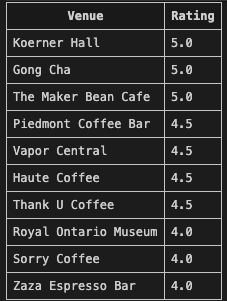 Venue Rating
Koerner Hall 5.0
Gong Cha 5.0
The Maker Bean Cafe 5.0
Piedmont Coffee Bar 4.5
Vapor Central 4.5
Haute Coffee 4.5
Thank U Coffee 4.5
Royal Ontario Museum 4.0
Sorry Coffee 4.0
Zaza Espresso Bar 4.0